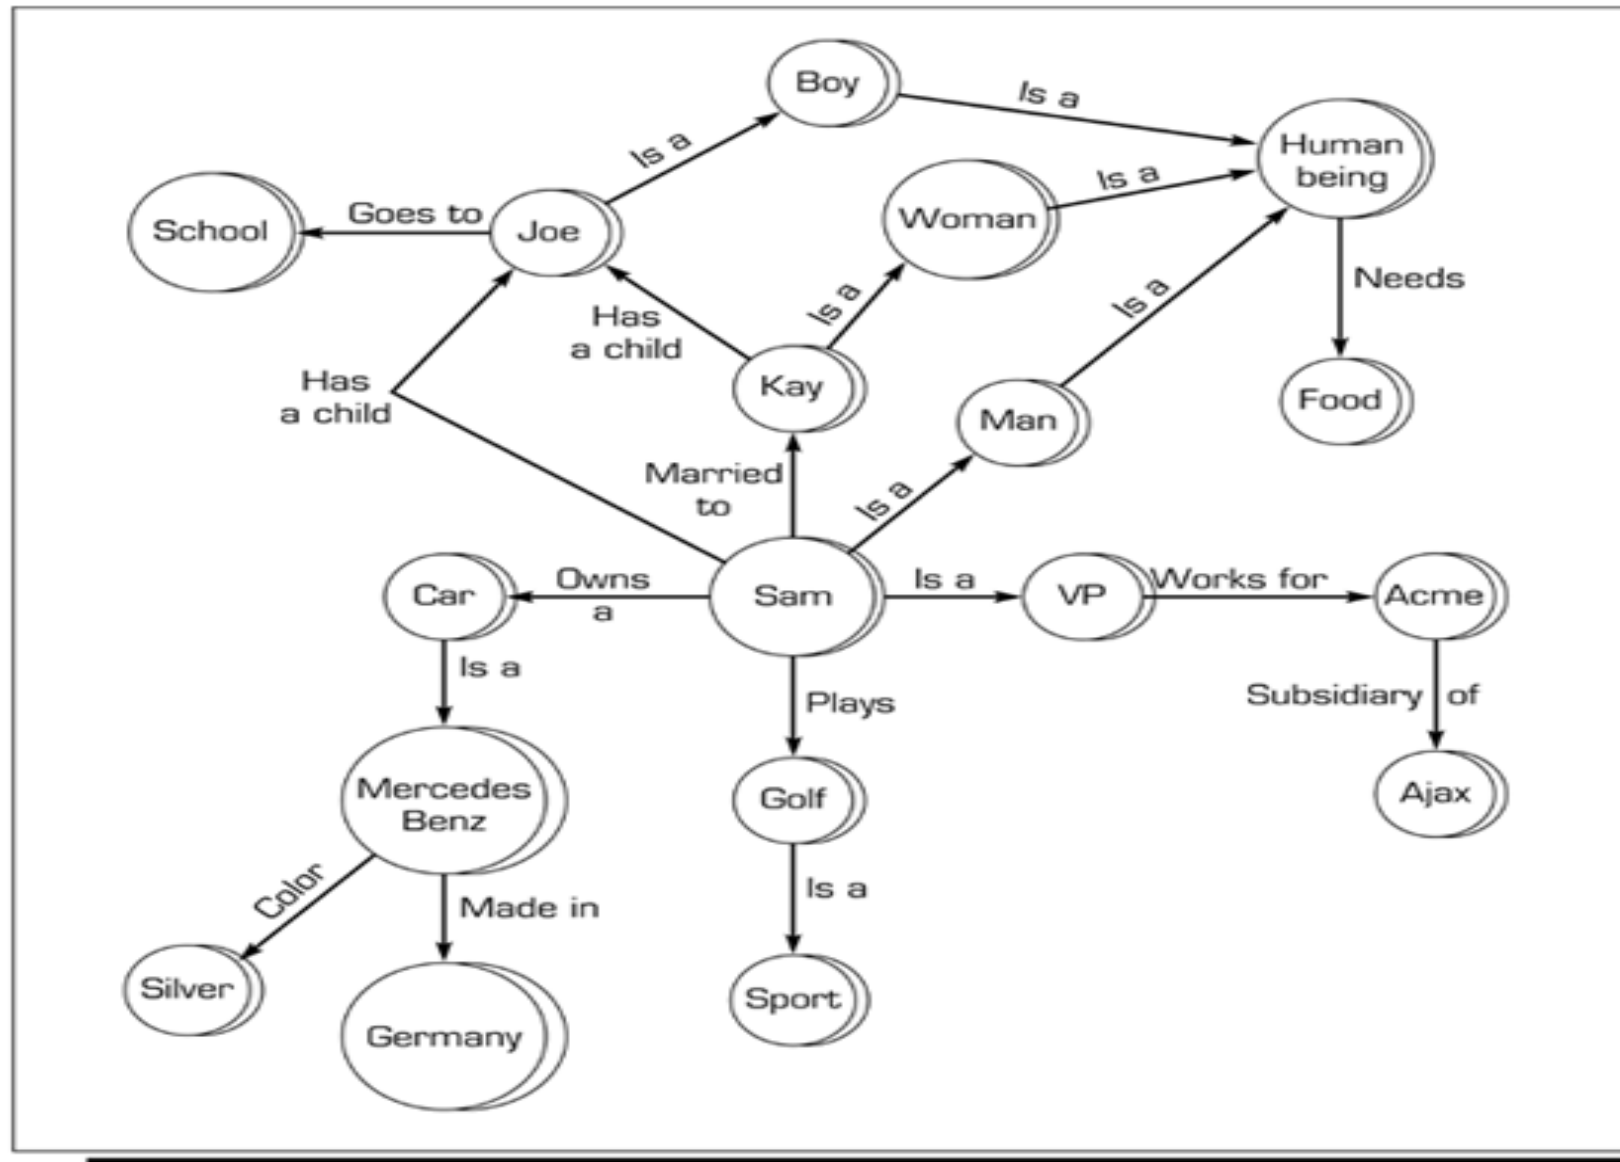 Boy
Is a
Human
being
Is a
Is a
Woman
School
Goes to
Joe
Needs
Is a
Is a
Has
a child
Kay
Has
a child
Man
Food
Married
to
Is a
Car
Owns
a
Sam
Is a
VP
Works for
Acme
Is a
Plays
Subsidiary of
Mercedes
Benz
Golf
Ajax
Color
Made in
Is a
Silver
Germany
Sport